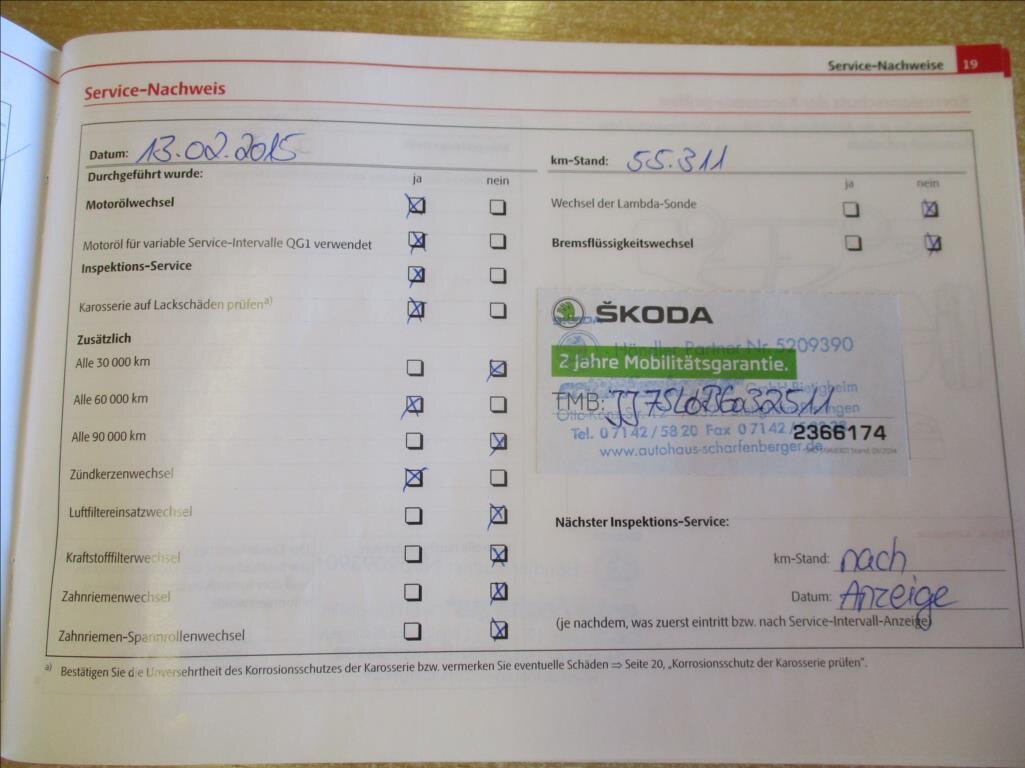 Service-Nachweise 19
Service-Nachweis
Datum: 13.02.2015
Durchgeführt wurde:
ja nein
Motorölwechsel
Motoröl für variable Service-Intervalle QG1 verwendet
Inspektions-Service
Karosserie auf Lackschäden prüfen a)
Zusätzlich
Alle 30 000 km
Alle 60 000 km
Alle 90 000 km
Zündkerzenwechsel
Luftfiltereinsatzwechsel
Kraftstofffilterwechsel
Zahnriemenwechsel
Zahnriemen-Spannrollenwechsel
km-Stand: 55.311
ja nein
Wechsel der Lambda-Sonde
Bremsflüssigkeitswechsel
ŠKODA
Händler Partner Nr 5209390
2 Jahre Mobilitätsgarantie.
GmbH Bietigheim
TMB:
Tel. 0 71 42 / 58 20 Fax 0 71 42 /
2366174
www.autohaus-scharfenberger.de
Nächster Inspektions-Service:
km-Stand: nach
Datum: Anzeige
(je nachdem, was zuerst eintritt bzw. nach Service-Intervall-Anzeige)
a) Bestätigen Sie die Unversehrtheit des Korrosionsschutzes der Karosserie bzw. vermerken Sie eventuelle Schäden ⇒ Seite 20, „Korrosionsschutz der Karosserie prüfen".